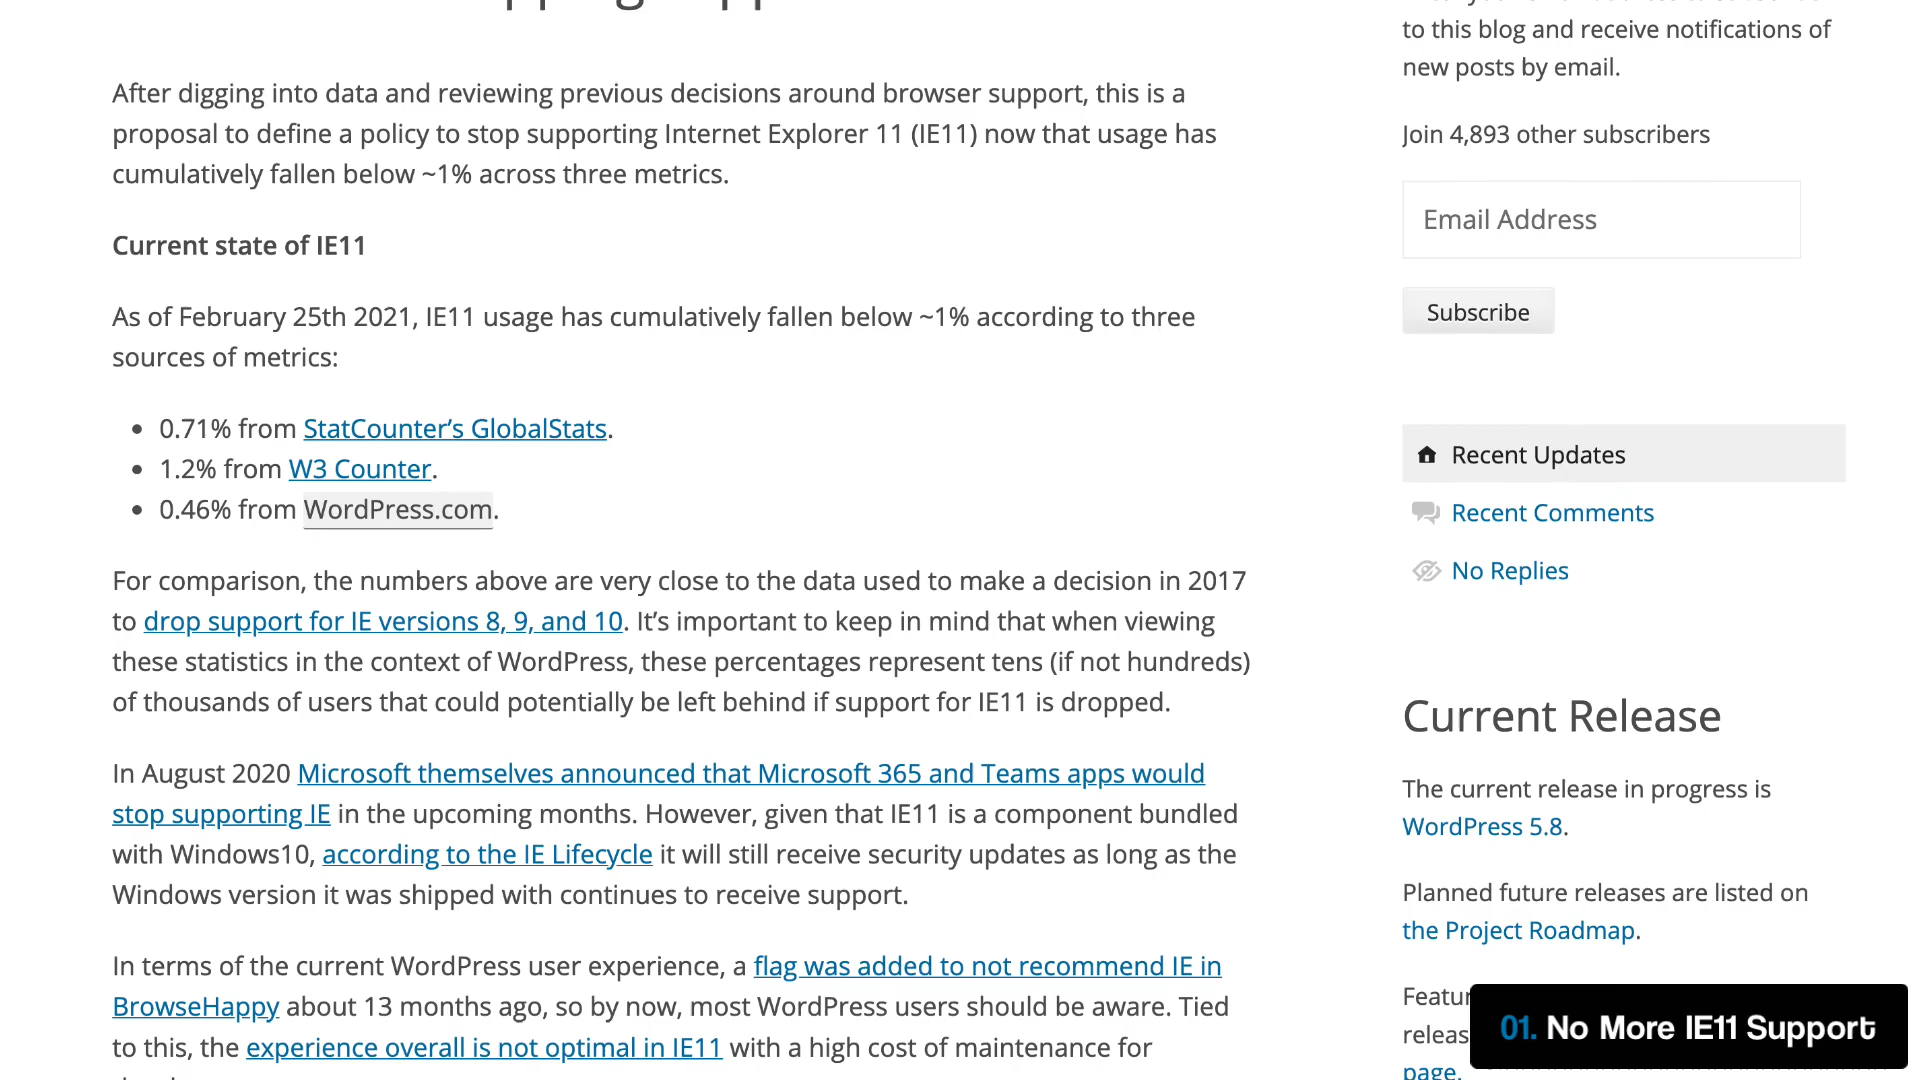 After digging into data and reviewing previous decisions around browser support, this is a
proposal to define a policy to stop supporting Internet Explorer 11 (IE11) now that usage has
cumulatively fallen below ~1% across three metrics.
Current state of IE11
As of February 25th 2021, IE11 usage has cumulatively fallen below ~1% according to three
sources of metrics:
• 0.71% from StatCounter’s GlobalStats.
• 1.2% from W3 Counter.
• 0.46% from WordPress.com.
For comparison, the numbers above are very close to the data used to make a decision in 2017
to drop support for IE versions 8, 9, and 10. It’s important to keep in mind that when viewing
these statistics in the context of WordPress, these percentages represent tens (if not hundreds)
of thousands of users that could potentially be left behind if support for IE11 is dropped.
In August 2020 Microsoft themselves announced that Microsoft 365 and Teams apps would
stop supporting IE in the upcoming months. However, given that IE11 is a component bundled
with Windows10, according to the IE Lifecycle it will still receive security updates as long as the
Windows version it was shipped with continues to receive support.
In terms of the current WordPress user experience, a flag was added to not recommend IE in
BrowseHappy about 13 months ago, so by now, most WordPress users should be aware. Tied
to this, the experience overall is not optimal in IE11 with a high cost of maintenance for
to this blog and receive notifications of
new posts by email.
Join 4,893 other subscribers
Email Address
Subscribe
Recent Updates
Recent Comments
No Replies
Current Release
The current release in progress is
WordPress 5.8.
Planned future releases are listed on
the Project Roadmap.
page.
01. No More IE11 Support